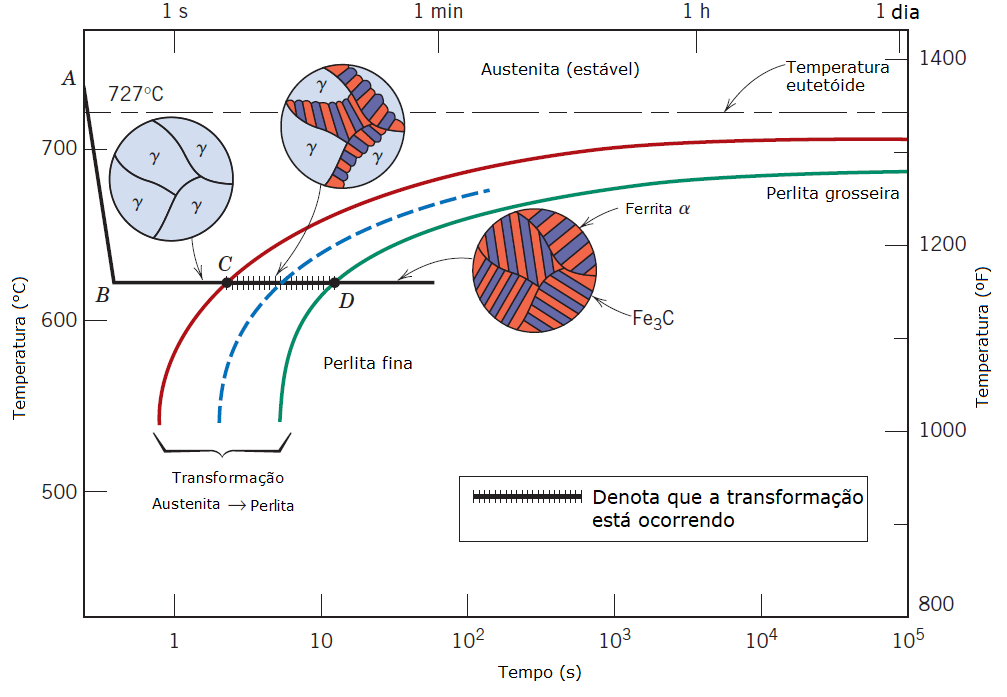 1 s
1 min
1 h
1 dia
A
727°C
γ
γ
γ
γ
γ
γ
γ
Austenita (estável)
Temperatura
eutetóide
1400
700
Perlita grosseira
Ferrita α
1200
B
C
D
Fe₃C
600
Perlita fina
Temperatura (°C)
Temperatura (ºF)
1000
Transformação
Austenita → Perlita
500
Denota que a transformação
está ocorrendo
800
1
10
10²
10³
10⁴
10⁵
Tempo (s)